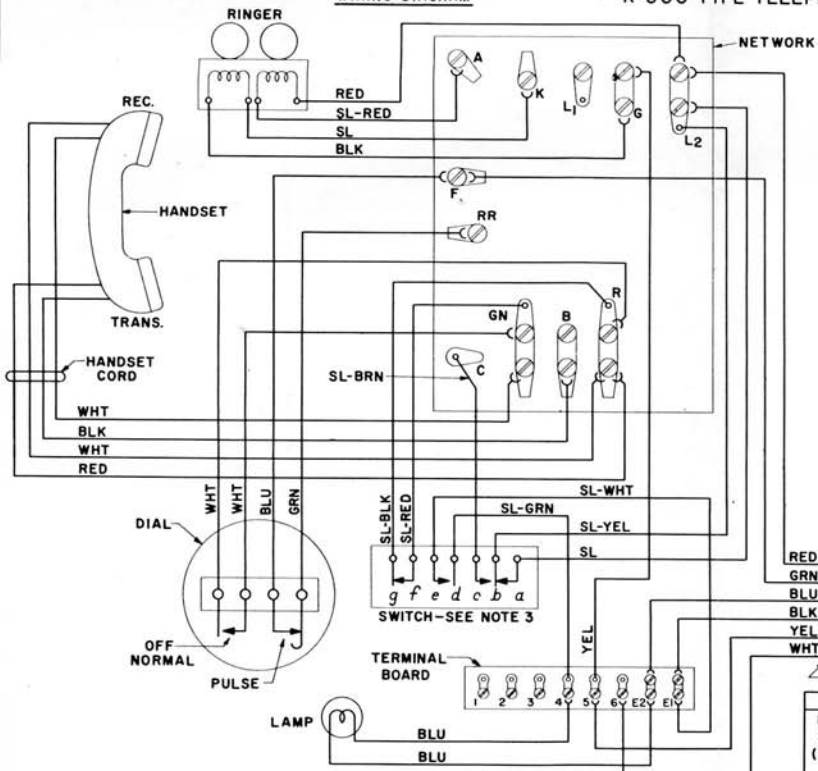 RINGER
NETWORK
A
K
L1
G
L2
RED
SL-RED
SL
BLK
REC.
HANDSET
F
RR
TRANS.
GN
B
R
HANDSET
CORD
SL-BRN
C
WHT
BLK
WHT
RED
WHT
WHT
BLU
GRN
SL-BLK
SL-RED
SL-WHT
SL-GRN
SL-YEL
SL
DIAL
g f e d c b a
SWITCH-SEE NOTE 3
OFF
NORMAL
PULSE
YEL
RED
GRN
BLU
BLK
YEL
WHT
TERMINAL
BOARD
1 2 3 4 5 6 E2 E1
LAMP
BLU
BLU